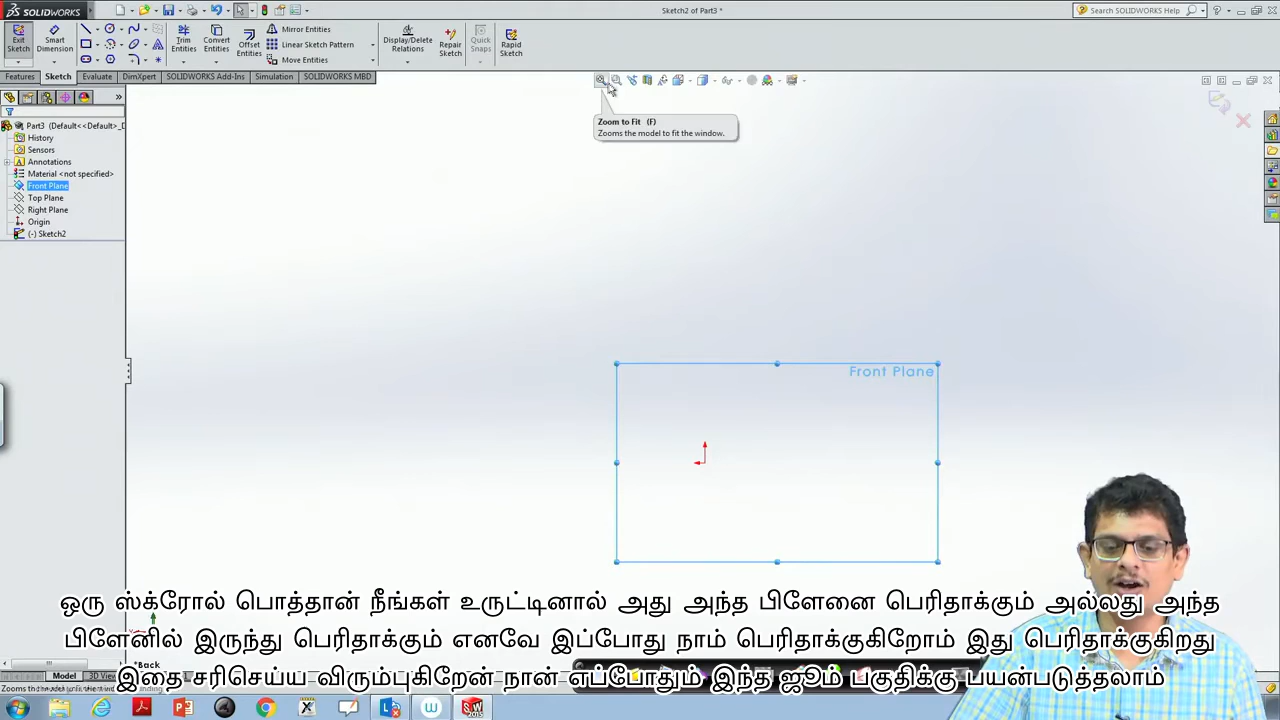 SOLIDWORKS
Sketch2 of Part3 *
Search SOLIDWORKS Help
Exit Sketch
Smart Dimension
Trim Entities
Convert Entities
Offset Entities
Mirror Entities
Linear Sketch Pattern
Move Entities
Display/Delete Relations
Repair Sketch
Quick Snaps
Rapid Sketch
Features
Sketch
Evaluate
DimXpert
SOLIDWORKS Add-Ins
Simulation
SOLIDWORKS MBD
Zoom to Fit (F)
Zooms the model to fit the window.
Part3 (Default<<Default>_D
History
Sensors
Annotations
Material <not specified>
Front Plane
Top Plane
Right Plane
Origin
(-) Sketch2
Front Plane
ஒரு ஸ்க்ரோல் பொத்தான் நீங்கள் உருட்டினால் அது அந்த பிளேனை பெரிதாக்கும் அல்லது அந்த
பிளேனில் இருந்து பெரிதாக்கும் எனவே இப்போது நாம் பெரிதாக்குகிறோம் இது பெரிதாக்குகிறது
இதை சரிசெய்ய விரும்புகிறேன் நான் எப்போதும் இந்த ஜூம் பகுதிக்கு பயன்படுத்தலாம்
*Back
Model